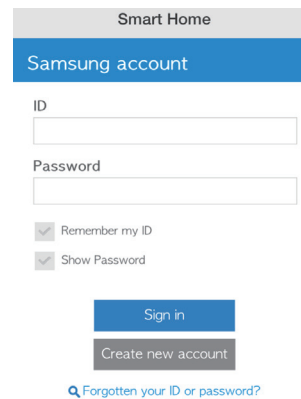 Smart Home
Samsung account
ID
Password
Remember my ID
Show Password
Sign in
Create new account
Forgotten your ID or password?